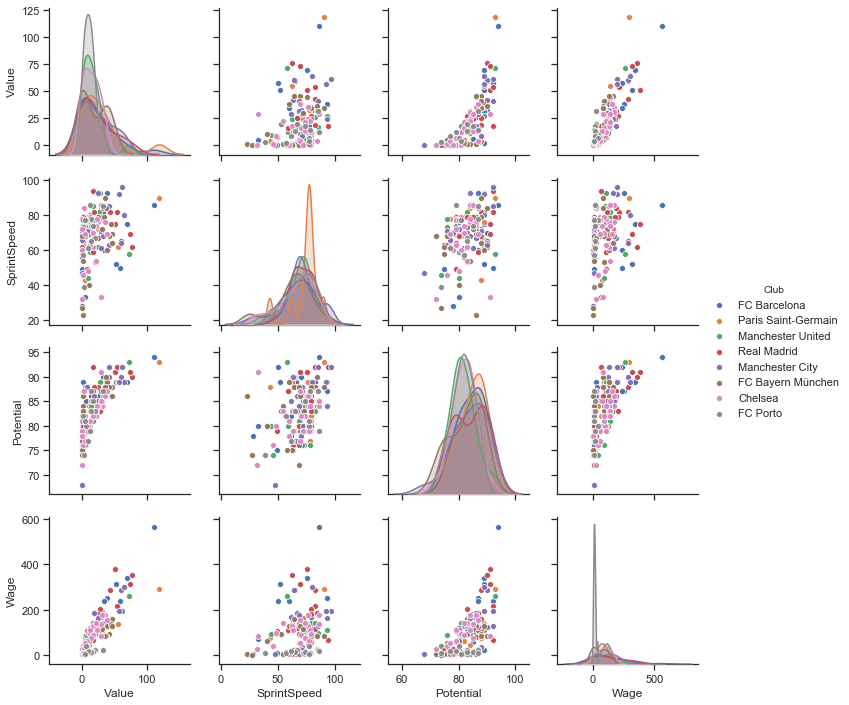 125
100
75
50
25
0
Value
100
80
60
40
20
SprintSpeed
95
90
85
80
75
70
Potential
600
400
200
0
Wage
0 100
Value
0 50 100
SprintSpeed
60 80 100
Potential
0 500
Wage
Club
FC Barcelona
Paris Saint-Germain
Manchester United
Real Madrid
Manchester City
FC Bayern München
Chelsea
FC Porto